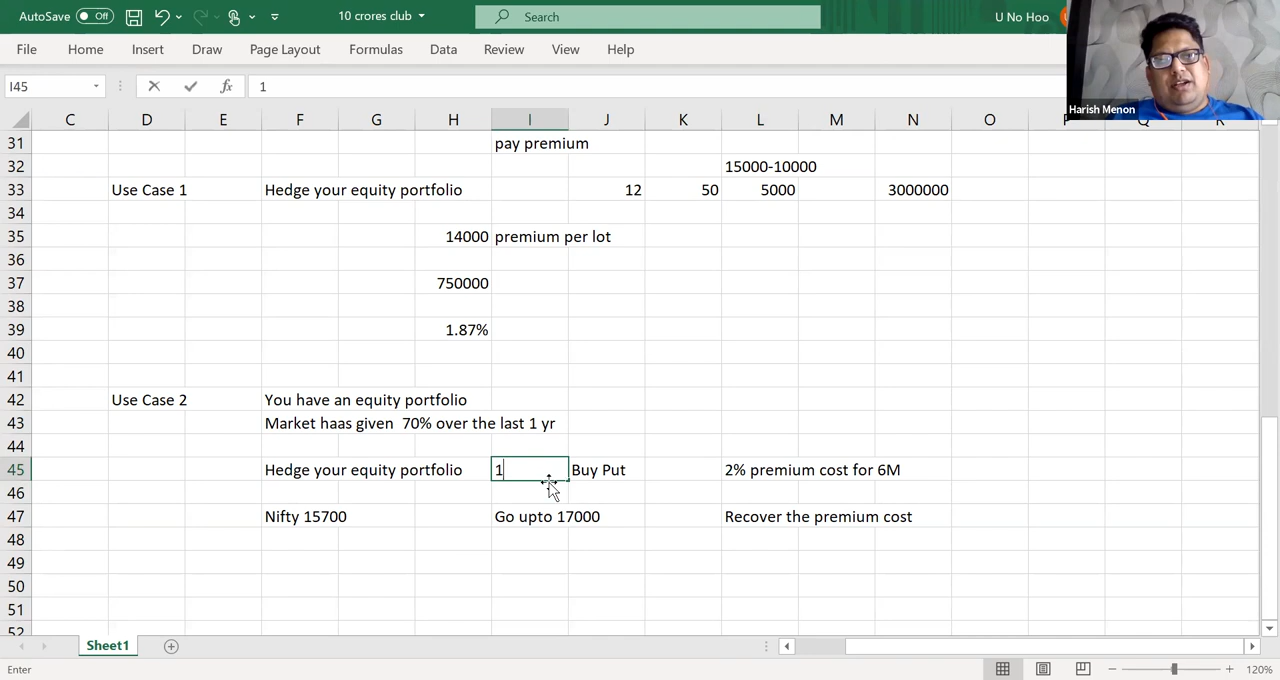 AutoSave Off 10 crores club Search U No Hoo
File Home Insert Draw Page Layout Formulas Data Review View Help
Harish Menon
I45 fx 1
C D E F G H I J K L M N O P Q R
31 pay premium
32 15000-10000
33 Use Case 1 Hedge your equity portfolio 12 50 5000 3000000
34
35 14000 premium per lot
36
37 750000
38
39 1.87%
40
41
42 Use Case 2 You have an equity portfolio
43 Market haas given 70% over the last 1 yr
44
45 Hedge your equity portfolio 1 Buy Put 2% premium cost for 6M
46
47 Nifty 15700 Go upto 17000 Recover the premium cost
48
49
50
51
52
Sheet1
Enter 120%